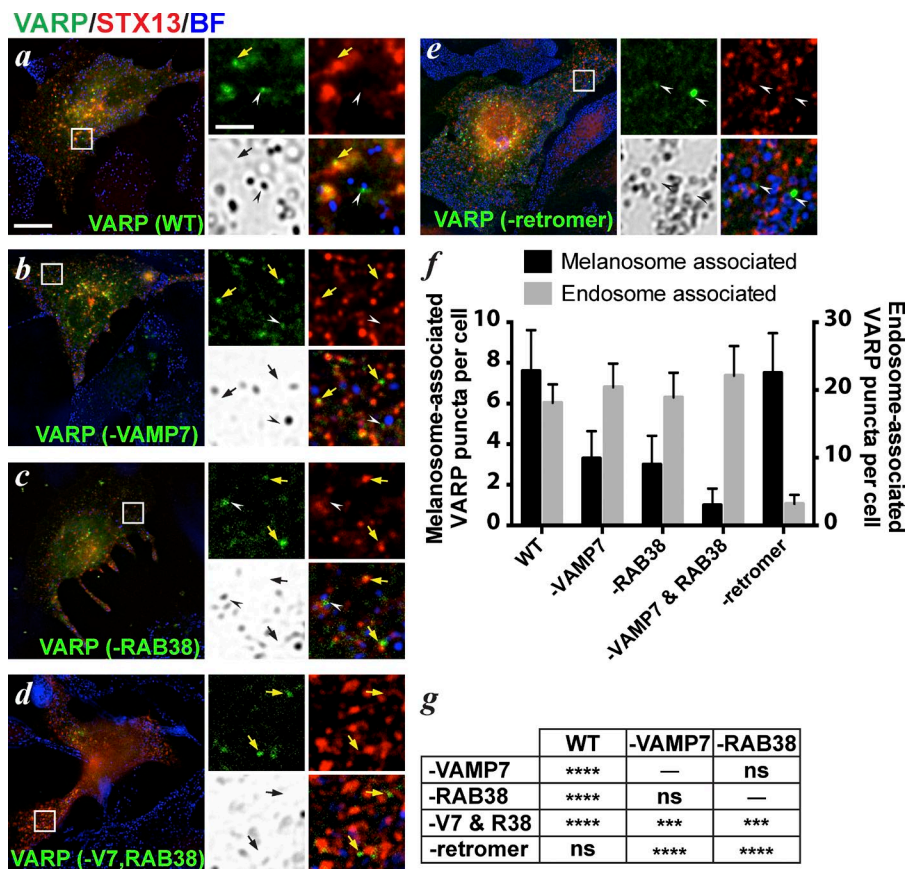 VARP/STX13/BF
a
VARP (WT)
b
VARP (-VAMP7)
c
VARP (-RAB38)
d
VARP (-V7,RAB38)
e
VARP (-retromer)
f
Melanosome associated
Endosome associated
Melanosome-associated
VARP puncta per cell
10
8
6
4
2
0
30
20
10
0
Endosome-associated
VARP puncta per cell
WT
-VAMP7
-RAB38
-VAMP7 & RAB38
-retromer
g
WT -VAMP7 -RAB38
-VAMP7 **** — ns
-RAB38 **** ns —
-V7 & R38 **** *** ***
-retromer ns **** ****